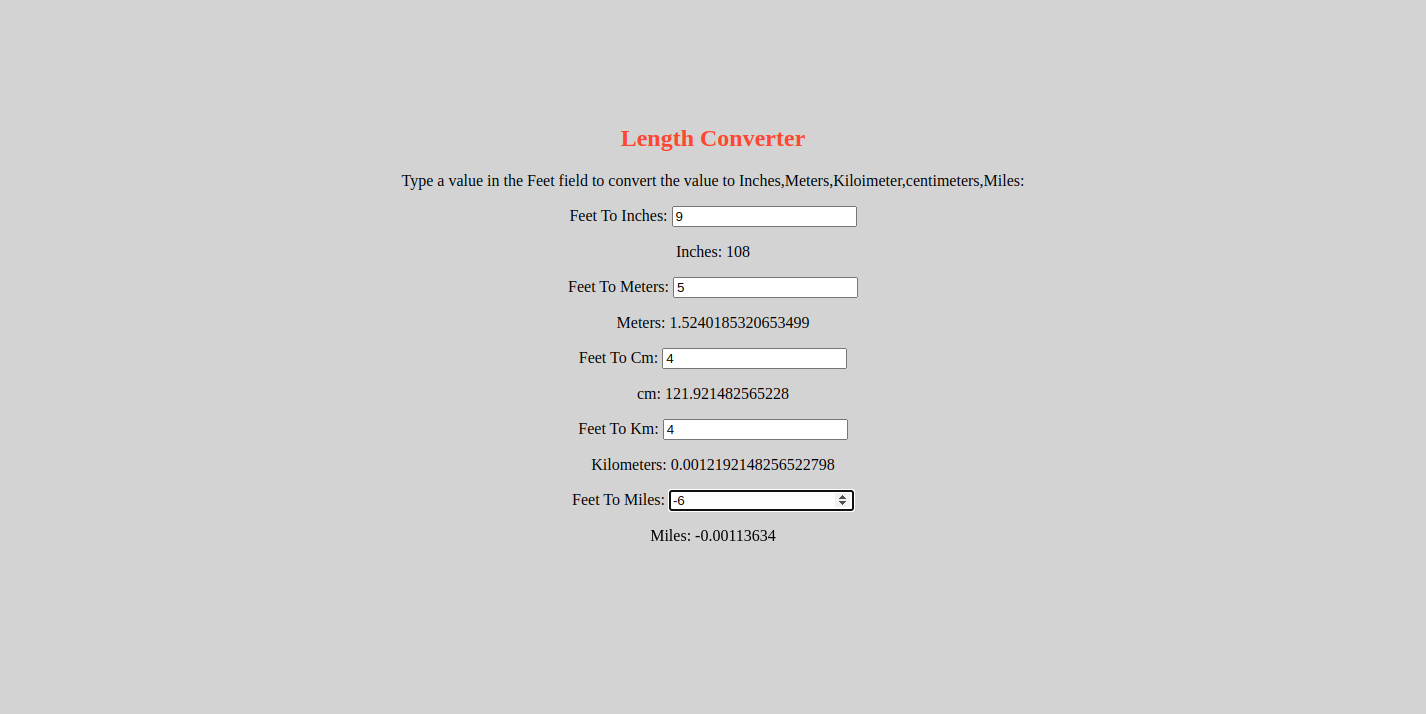 Length Converter
Type a value in the Feet field to convert the value to Inches,Meters,Kiloimeter,centimeters,Miles:
Feet To Inches: 9
Inches: 108
Feet To Meters: 5
Meters: 1.5240185320653499
Feet To Cm: 4
cm: 121.921482565228
Feet To Km: 4
Kilometers: 0.0012192148256522798
Feet To Miles: -6
Miles: -0.00113634